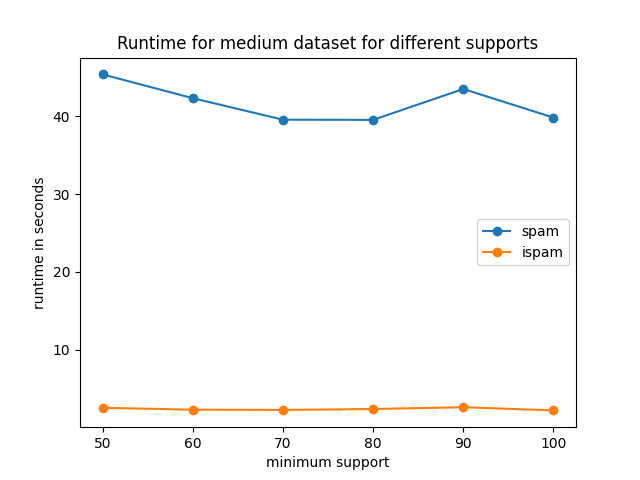 Runtime for medium dataset for different supports
40
30
20
10
runtime in seconds
spam
ispam
50 60 70 80 90 100
minimum support